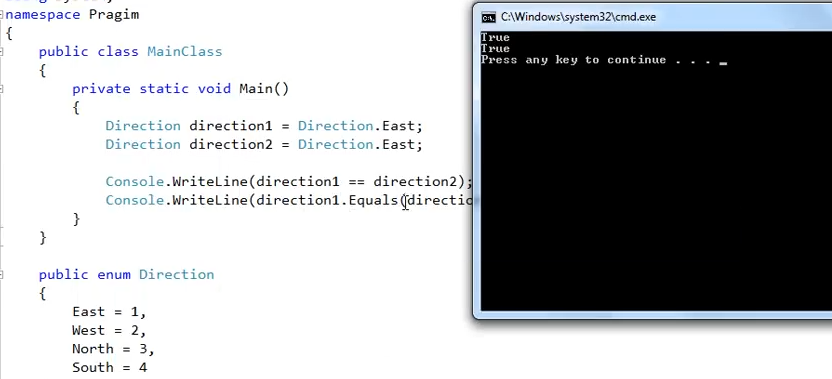 namespace Pragim
{
public class MainClass
{
private static void Main()
{
Direction direction1 = Direction.East;
Direction direction2 = Direction.East;
Console.WriteLine(direction1 == direction2);
Console.WriteLine(direction1.Equals(directio
}
}
public enum Direction
{
East = 1,
West = 2,
North = 3,
South = 4
C:\Windows\system32\cmd.exe
True
True
Press any key to continue . . . _